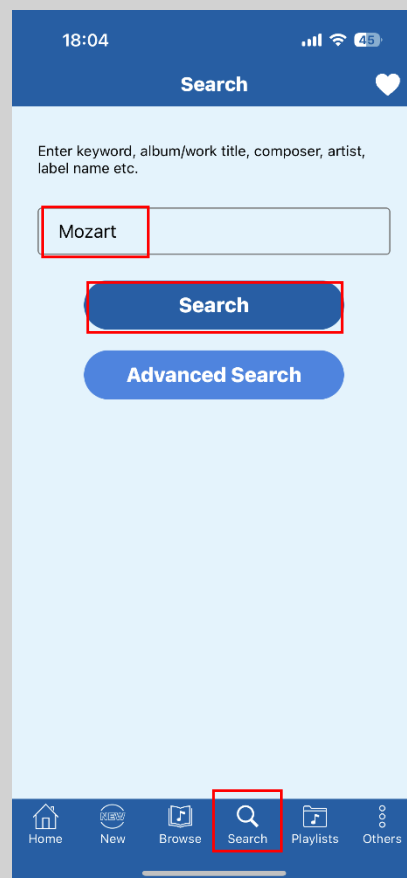 18:04
45
Search
Enter keyword, album/work title, composer, artist,
label name etc.
Mozart
Search
Advanced Search
NEW
Home New Browse Search Playlists Others